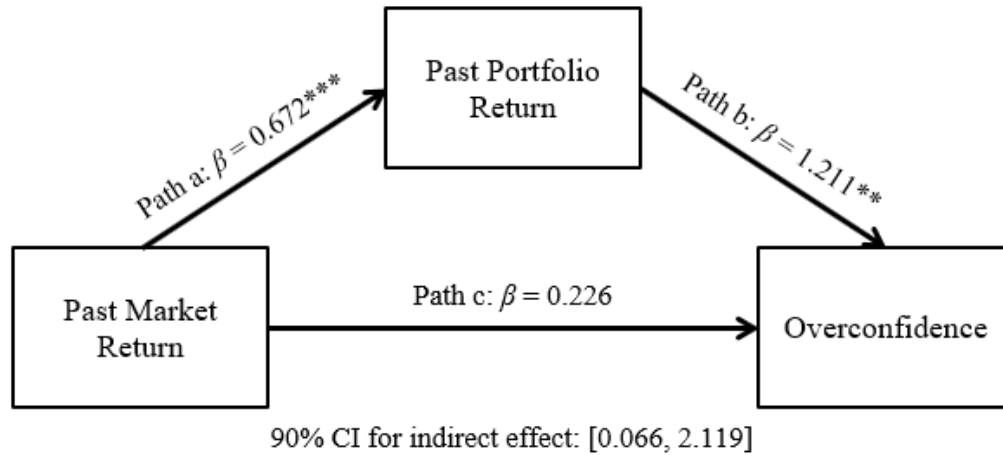 Past Portfolio
Return
Path a: β = 0.672***
Path b: β = 1.211**
Past Market
Return
Path c: β = 0.226
Overconfidence
90% CI for indirect effect: [0.066, 2.119]